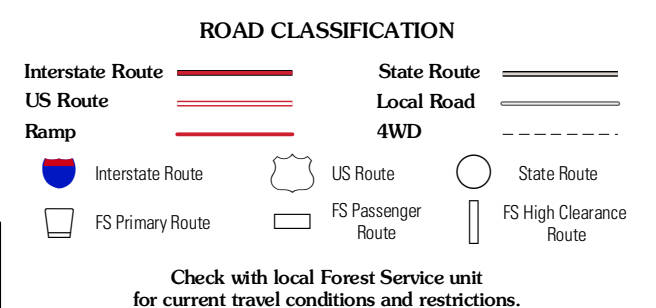 ROAD CLASSIFICATION
Interstate Route
State Route
US Route
Local Road
Ramp
4WD
Interstate Route
US Route
State Route
FS Primary Route
FS Passenger
Route
FS High Clearance
Route
Check with local Forest Service unit
for current travel conditions and restrictions.